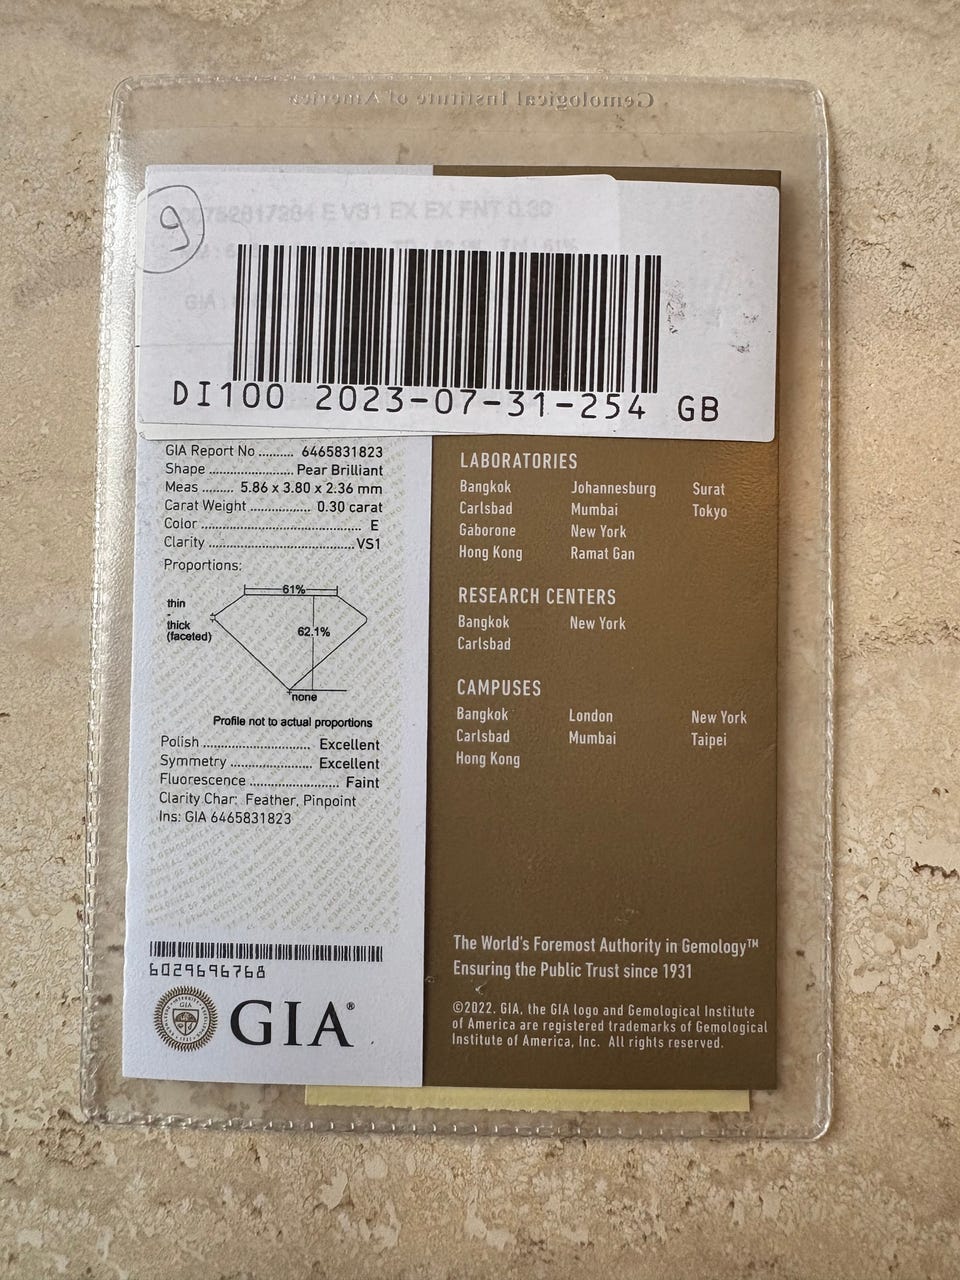 Gemological Institute of America
9
E VS1 EX EX FNT 0.30
DI100 2023-07-31-254 GB
GIA Report No .......... 6465831823
Shape ...................... Pear Brilliant
Meas ......... 5.86 x 3.80 x 2.36 mm
Carat Weight ................. 0.30 carat
Color ............................................ E
Clarity ........................................ VS1
Proportions:
61%
thin
-
thick
(faceted)
62.1%
none
Profile not to actual proportions
Polish ............................. Excellent
Symmetry ...................... Excellent
Fluorescence ........................ Faint
Clarity Char: Feather, Pinpoint
Ins: GIA 6465831823
6029696768
GIA®
LABORATORIES
Bangkok Johannesburg Surat
Carlsbad Mumbai Tokyo
Gaborone New York
Hong Kong Ramat Gan
RESEARCH CENTERS
Bangkok New York
Carlsbad
CAMPUSES
Bangkok London New York
Carlsbad Mumbai Taipei
Hong Kong
The World's Foremost Authority in Gemology™
Ensuring the Public Trust since 1931
©2022. GIA, the GIA logo and Gemological Institute
of America are registered trademarks of Gemological
Institute of America, Inc. All rights reserved.